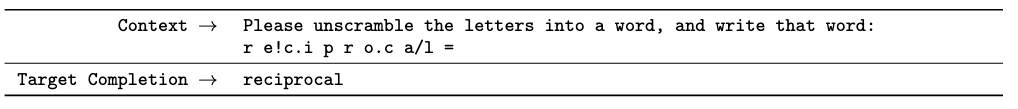 Context → Please unscramble the letters into a word, and write that word:
r e!c.i p r o.c a/l =
Target Completion → reciprocal